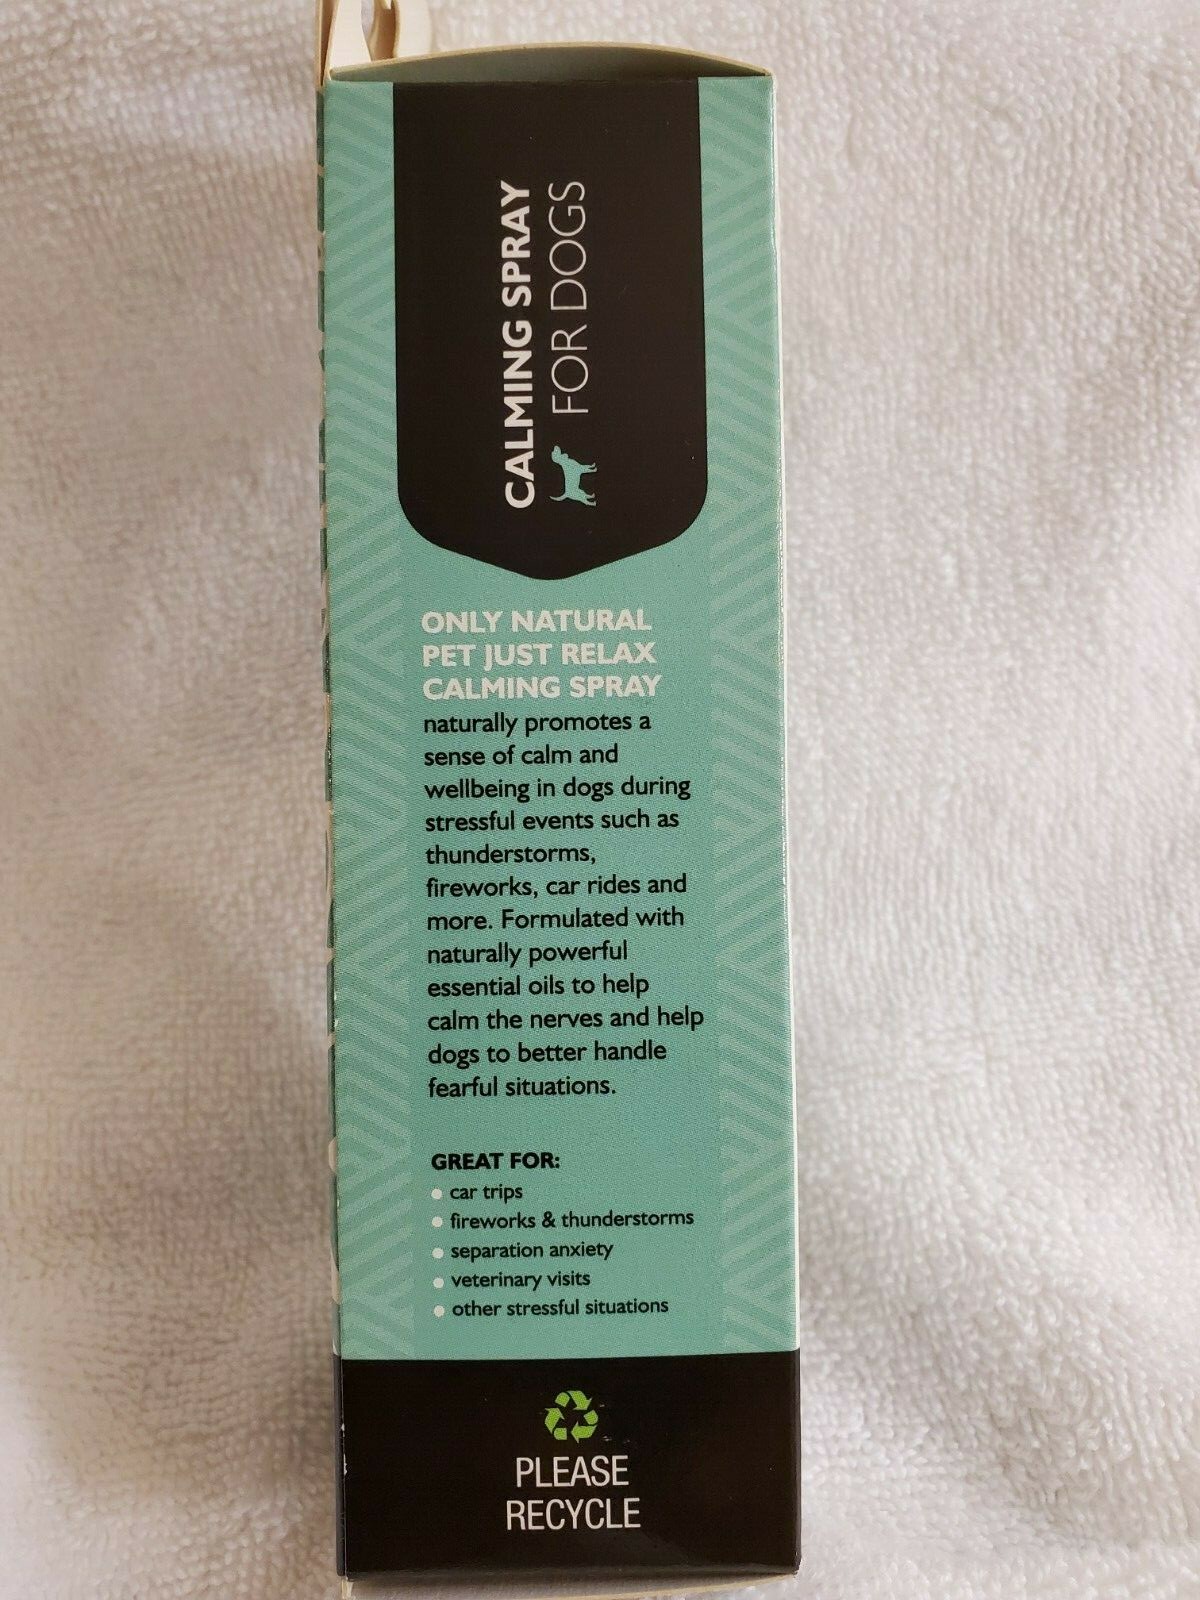 CALMING SPRAY
FOR DOGS
ONLY NATURAL
PET JUST RELAX
CALMING SPRAY
naturally promotes a
sense of calm and
wellbeing in dogs during
stressful events such as
thunderstorms,
fireworks, car rides and
more. Formulated with
naturally powerful
essential oils to help
calm the nerves and help
dogs to better handle
fearful situations.
GREAT FOR:
• car trips
• fireworks & thunderstorms
• separation anxiety
• veterinary visits
• other stressful situations
PLEASE
RECYCLE